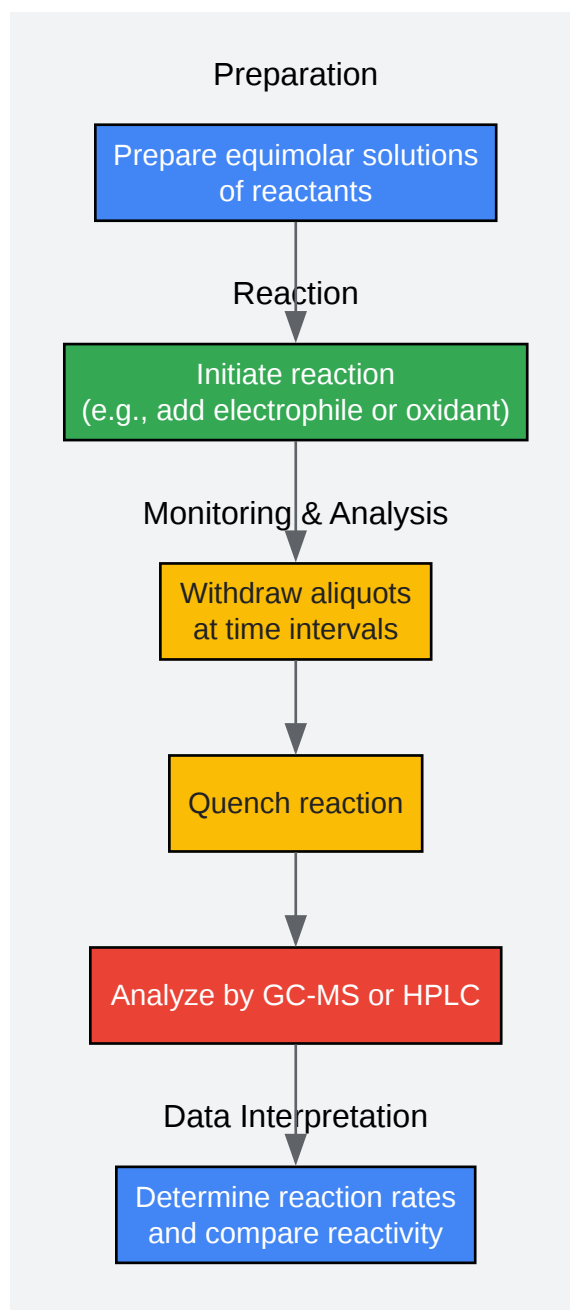 Preparation
Prepare equimolar solutions
of reactants
Reaction
Initiate reaction
(e.g., add electrophile or oxidant)
Monitoring & Analysis
Withdraw aliquots
at time intervals
Quench reaction
Analyze by GC-MS or HPLC
Data Interpretation
Determine reaction rates
and compare reactivity